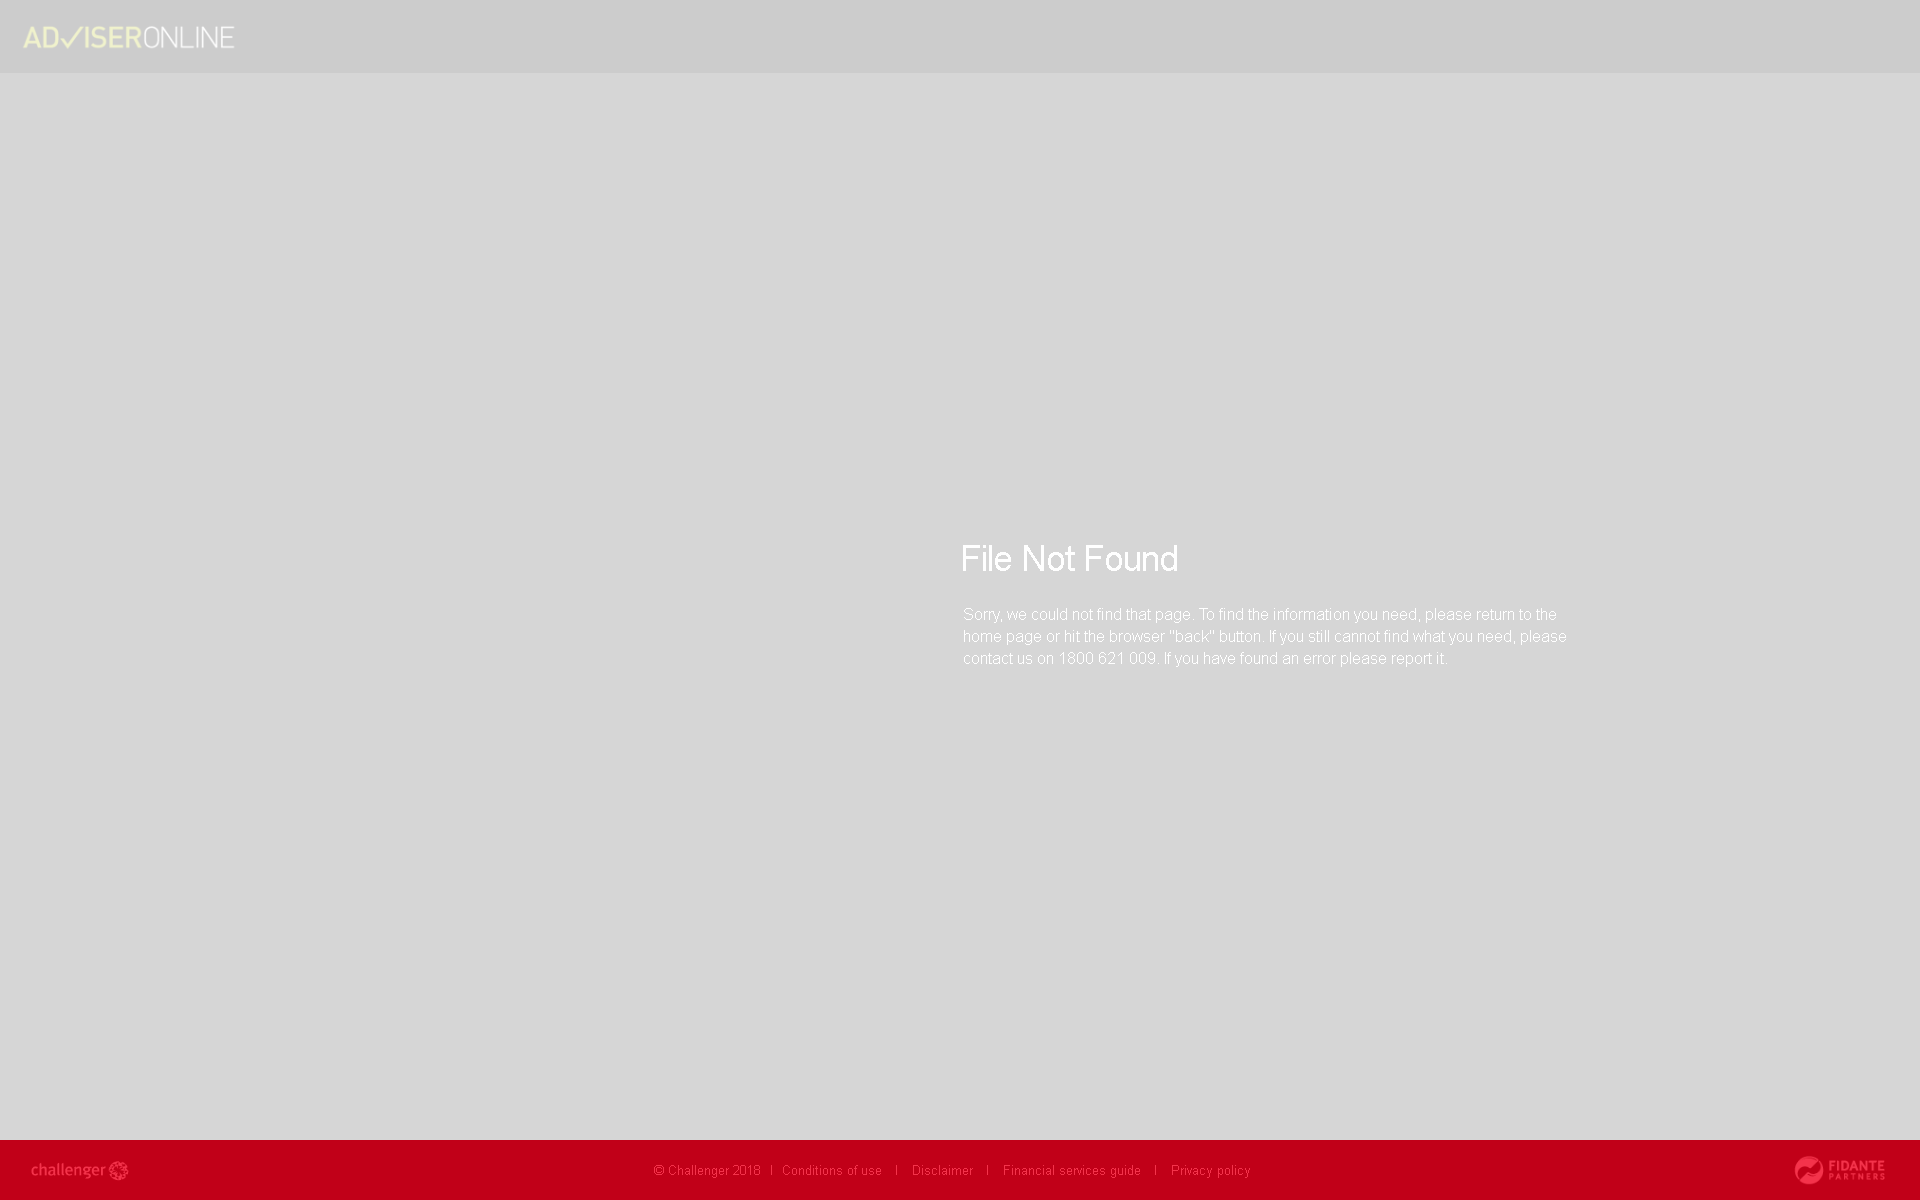 ADVISERONLINE
File Not Found
Sorry, we could not find that page. To find the information you need, please return to the
home page or hit the browser "back" button. If you still cannot find what you need, please
contact us on 1800 621 009. If you have found an error please report it.
challenger
© Challenger 2018 | Conditions of use | Disclaimer | Financial services guide | Privacy policy
FIDANTE
PARTNERS